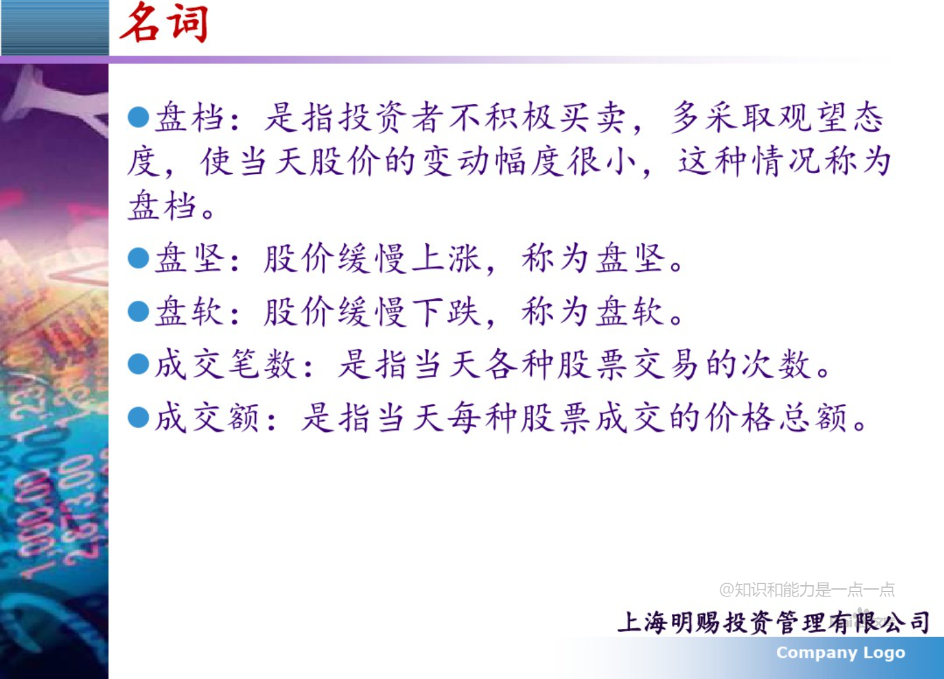 名词
●盘档：是指投资者不积极买卖，多采取观望态
度，使当天股价的变动幅度很小，这种情况称为
盘档。
●盘坚：股价缓慢上涨，称为盘坚。
●盘软：股价缓慢下跌，称为盘软。
●成交笔数：是指当天各种股票交易的次数。
●成交额：是指当天每种股票成交的价格总额。
1,000.00
2,873.00
@知识和能力是一点一点
上海明赐投资管理有限公司
Company Logo